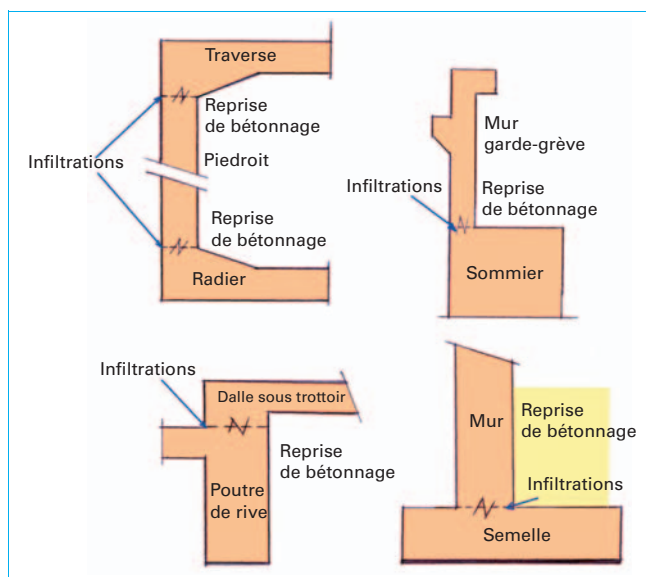 Traverse
Reprise
de bétonnage
Infiltrations
Piedroit
Reprise
de bétonnage
Radier
Mur
garde-grève
Infiltrations
Reprise
de bétonnage
Sommier
Infiltrations
Dalle sous trottoir
Reprise
de bétonnage
Poutre
de rive
Mur
Reprise
de bétonnage
Infiltrations
Semelle